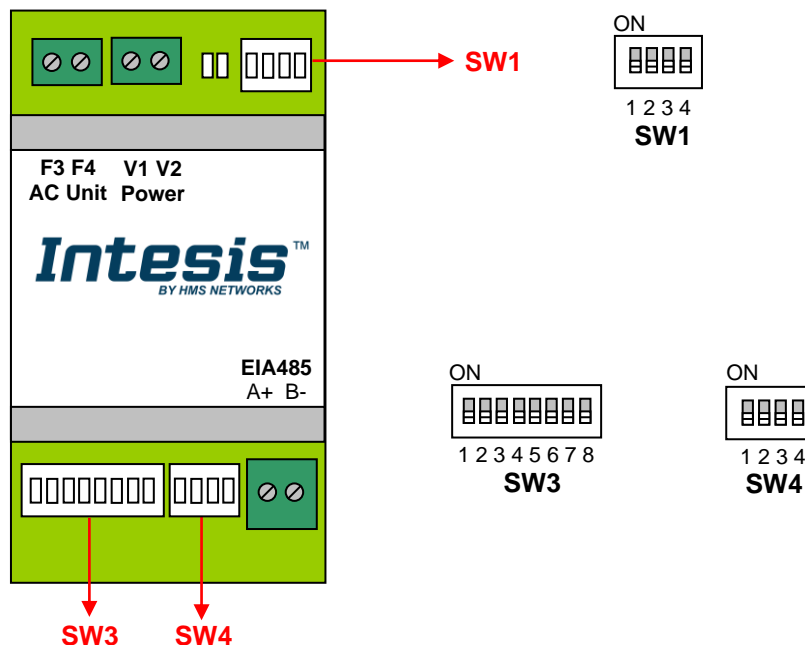 SW1
ON
1 2 3 4
SW1
F3 F4 V1 V2
AC Unit Power
Intesis™
BY HMS NETWORKS
EIA485
A+ B-
ON
1 2 3 4 5 6 7 8
SW3
ON
1 2 3 4
SW4
SW3 SW4